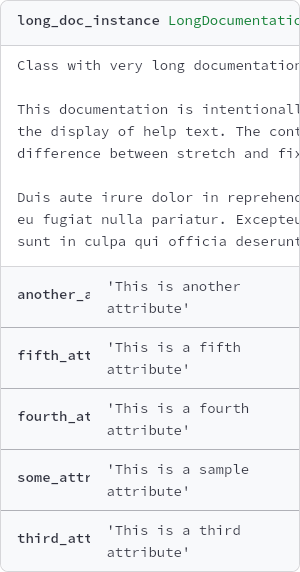 long_doc_instance LongDocumentatio
Class with very long documentation
This documentation is intentionall
the display of help text. The cont
difference between stretch and fix
Duis aute irure dolor in reprehend
eu fugiat nulla pariatur. Excepteu
sunt in culpa qui officia deserunt
another_a 'This is another
attribute'
fifth_att 'This is a fifth
attribute'
fourth_at 'This is a fourth
attribute'
some_attr 'This is a sample
attribute'
third_att 'This is a third
attribute'